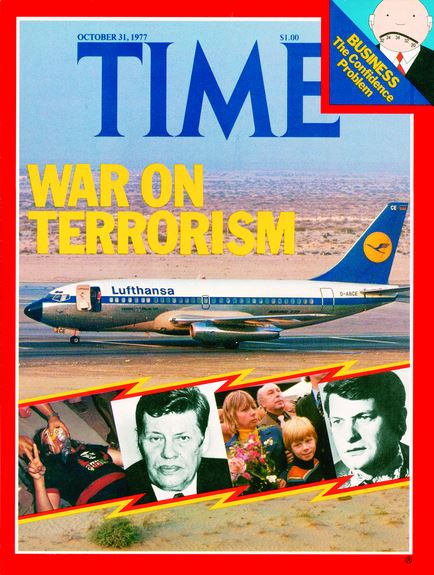 OCTOBER 31, 1977
$1.00
TIME
BUSINESS
The Confidence
Problem
WAR ON
TERRORISM
Lufthansa
D-ABCE